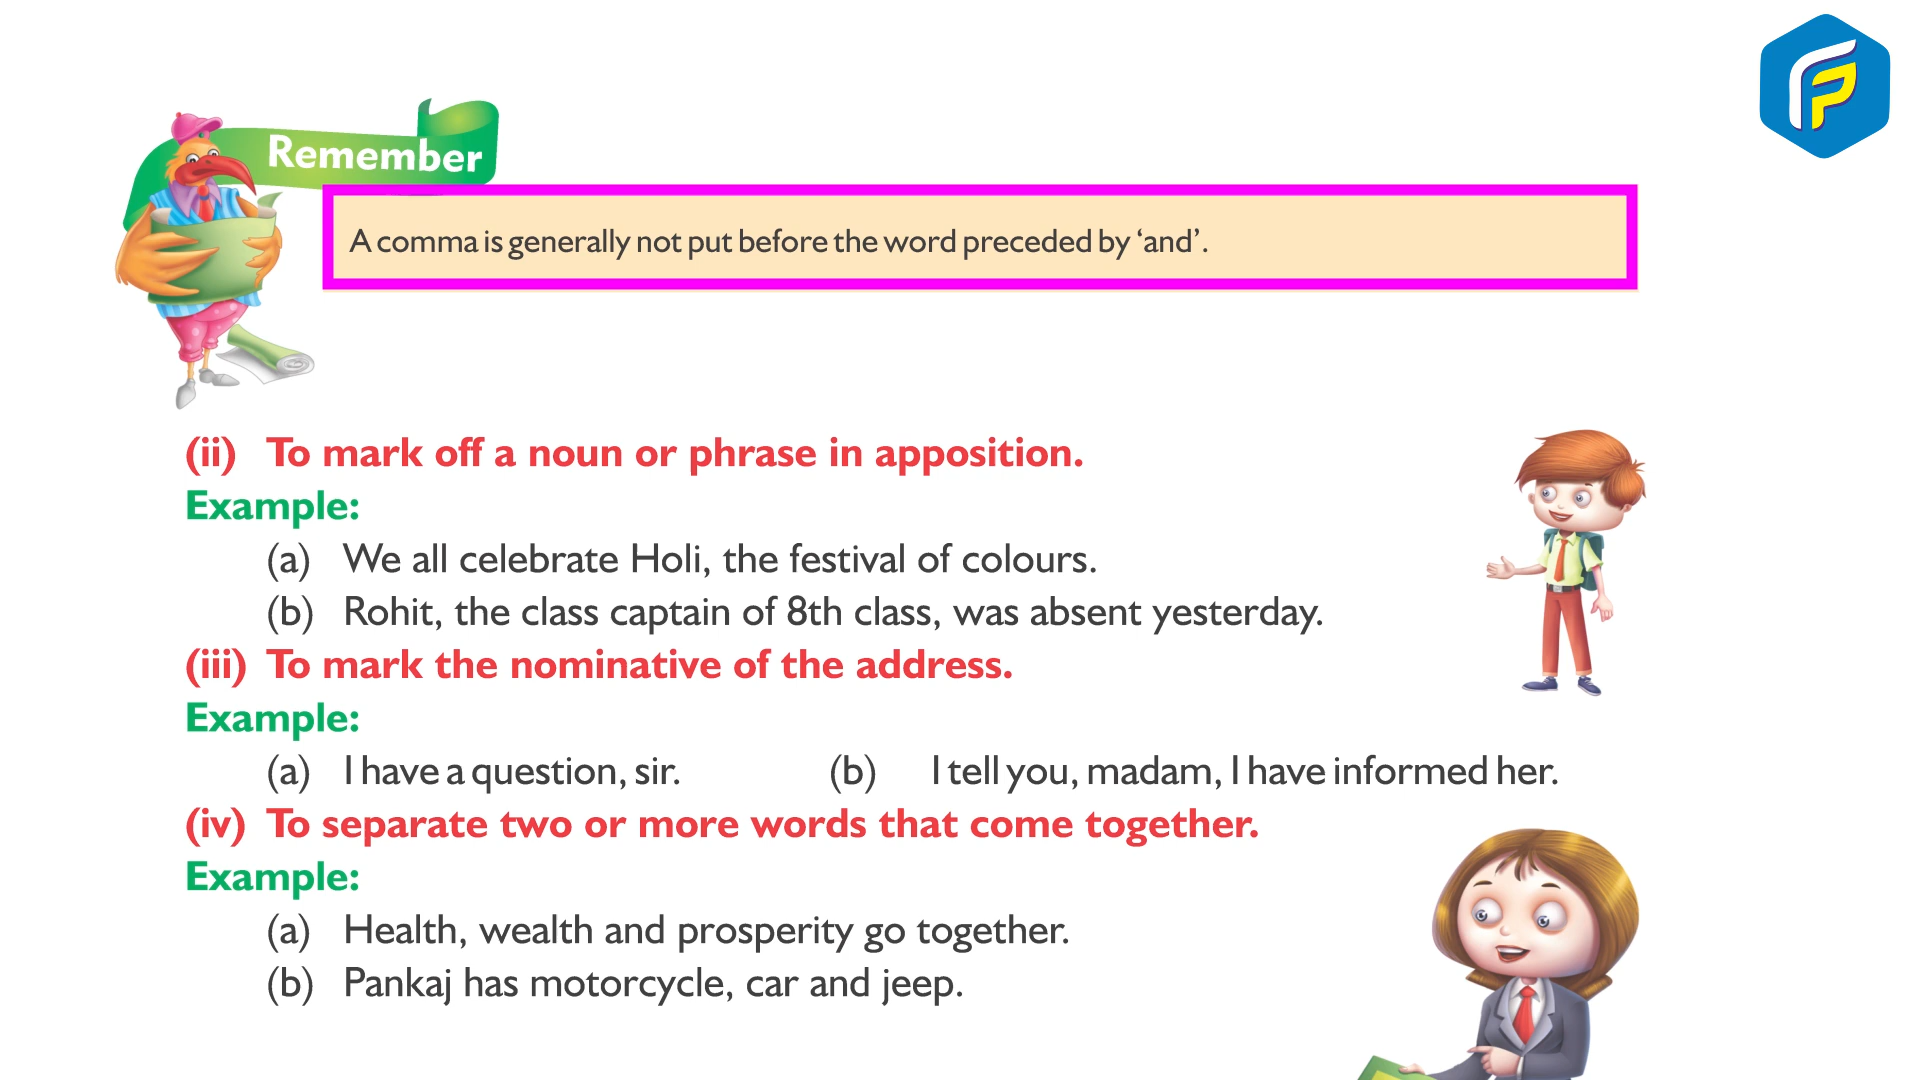 Remember
A comma is generally not put before the word preceded by ‘and’.
(ii) To mark off a noun or phrase in apposition.
Example:
(a) We all celebrate Holi, the festival of colours.
(b) Rohit, the class captain of 8th class, was absent yesterday.
(iii) To mark the nominative of the address.
Example:
(a) I have a question, sir. (b) I tell you, madam, I have informed her.
(iv) To separate two or more words that come together.
Example:
(a) Health, wealth and prosperity go together.
(b) Pankaj has motorcycle, car and jeep.